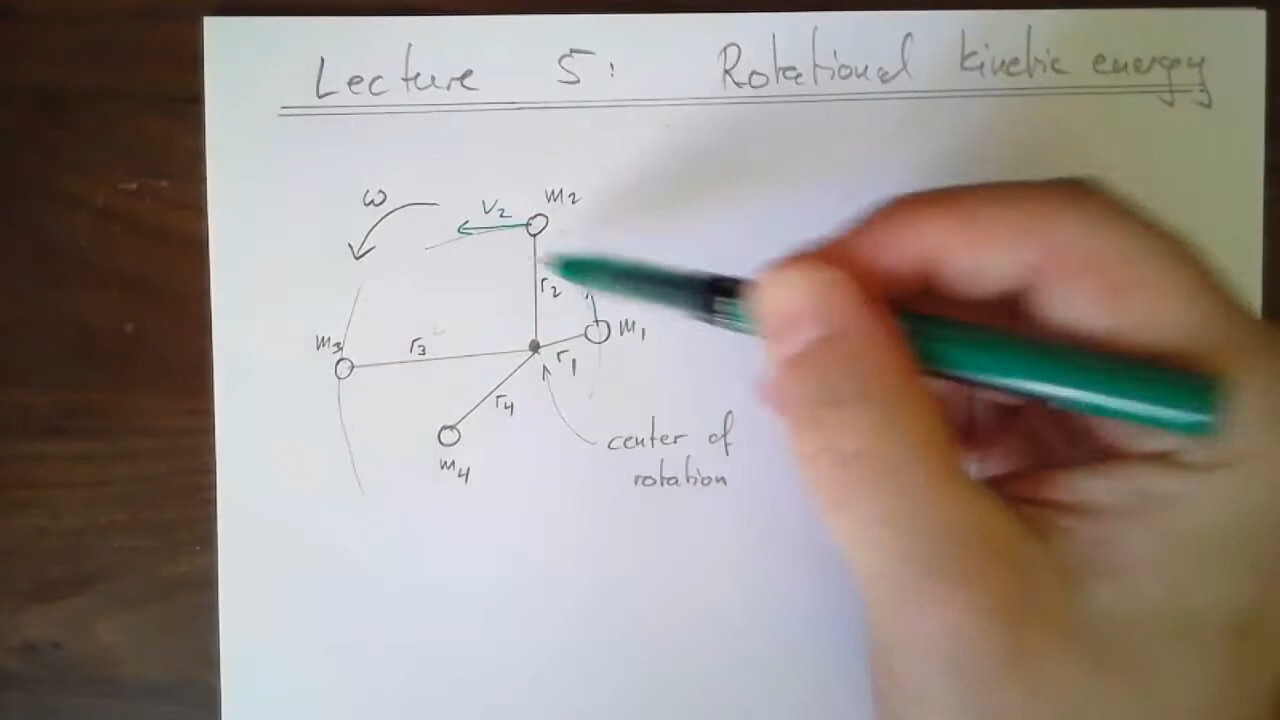 Lecture 5: Rotational kinetic energy
ω
v₂
m₂
r₂
m₃
r₃
m₁
r₁
r₄
m₄
center of
rotation